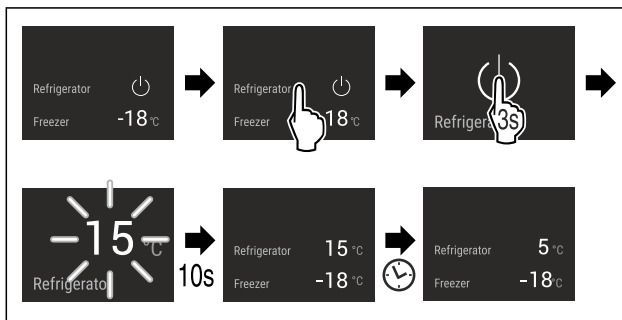 Refrigerator
Freezer -18 °C
Refrigerator
Freezer 18 °C
Refrigera 3s
15 °C
Refrigerato
10s
Refrigerator 15 °C
Freezer -18 °C
Refrigerator 5 °C
Freezer -18 °C